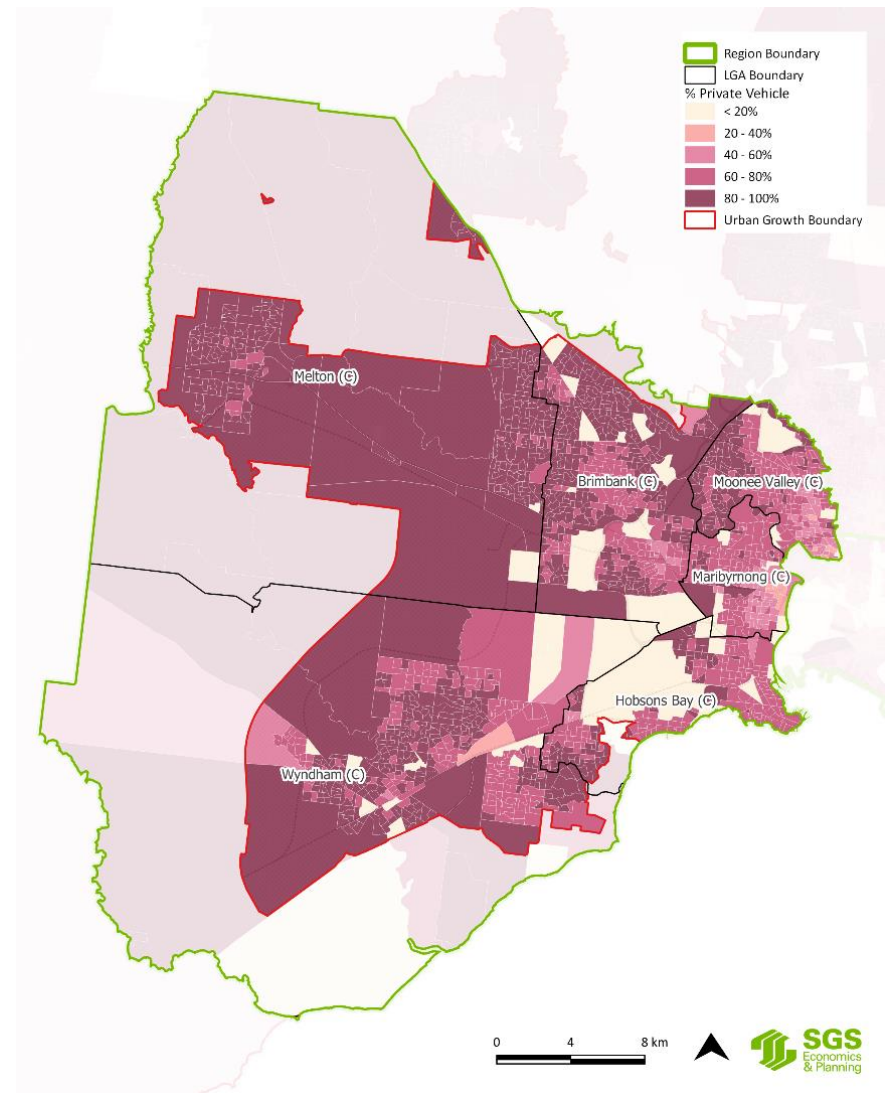 Region Boundary
LGA Boundary
% Private Vehicle
< 20%
20 - 40%
40 - 60%
60 - 80%
80 - 100%
Urban Growth Boundary
Melton (C)
Brimbank (C)
Moonee Valley (C)
Maribyrnong (C)
Hobsons Bay (C)
Wyndham (C)
0 4 8 km
SGS
Economics
& Planning